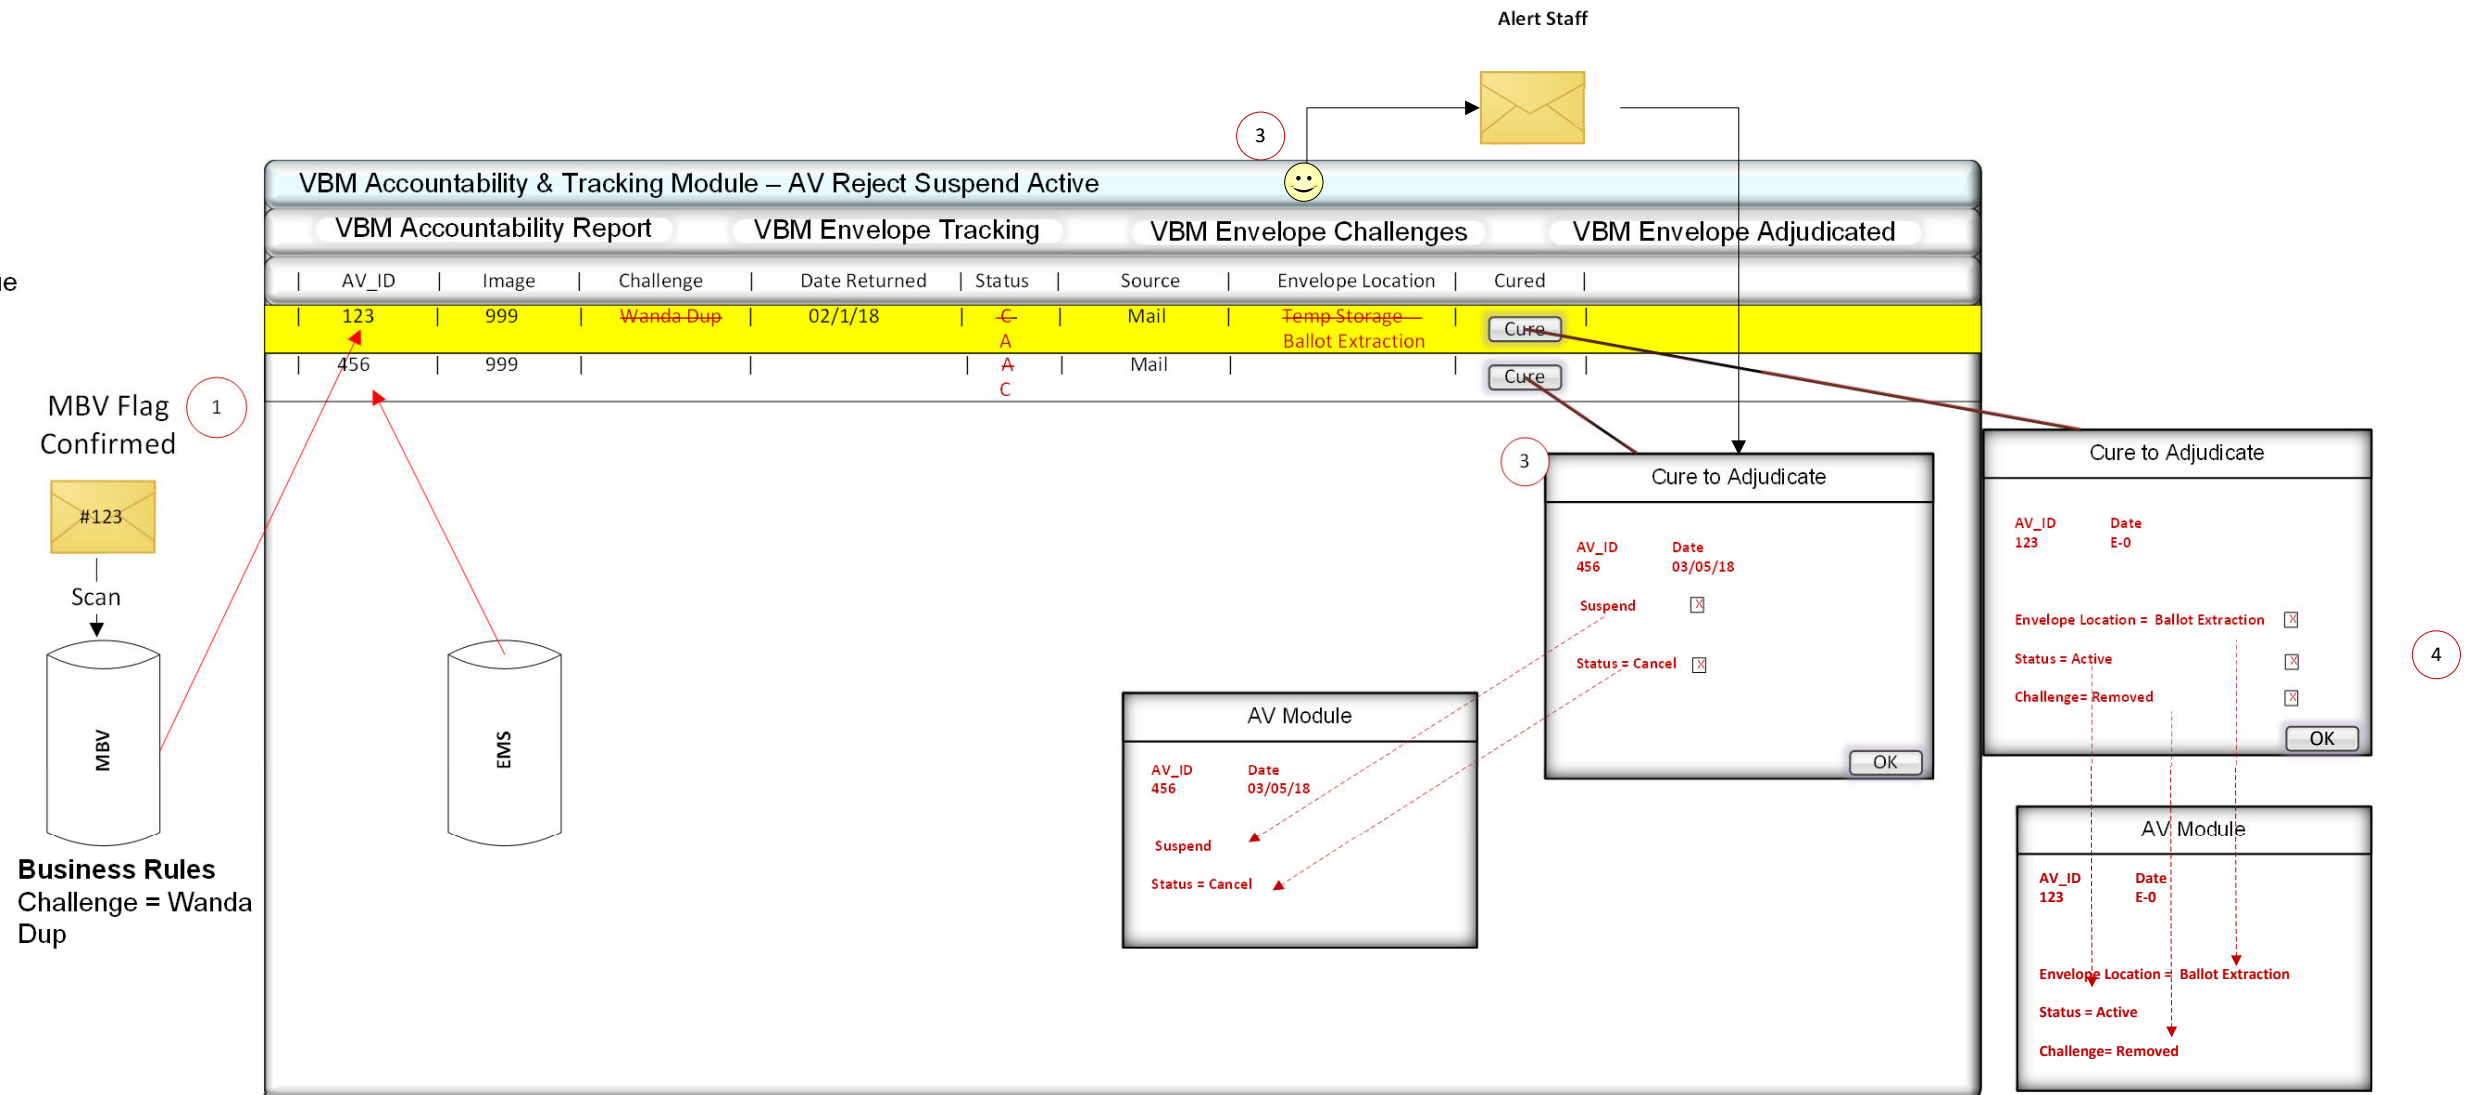 Alert Staff
3
VBM Accountability & Tracking Module – AV Reject Suspend Active
VBM Accountability Report VBM Envelope Tracking VBM Envelope Challenges VBM Envelope Adjudicated
| AV_ID | Image | Challenge | Date Returned | Status | Source | Envelope Location | Cured |
| 123 | 999 | Wanda Dup | 02/1/18 | C | Mail | Temp Storage | Cure |
A Ballot Extraction
| 456 | 999 | | | A | Mail | | Cure |
C
MBV Flag
Confirmed
1
#123
Scan
MBV
Business Rules
Challenge = Wanda
Dup
EMS
3
Cure to Adjudicate
AV_ID Date
456 03/05/18
Suspend X
Status = Cancel X
OK
AV Module
AV_ID Date
456 03/05/18
Suspend
Status = Cancel
Cure to Adjudicate
AV_ID Date
123 E-0
Envelope Location = Ballot Extraction X
Status = Active X
Challenge= Removed X
OK
4
AV Module
AV_ID Date
123 E-0
Envelope Location = Ballot Extraction
Status = Active
Challenge= Removed